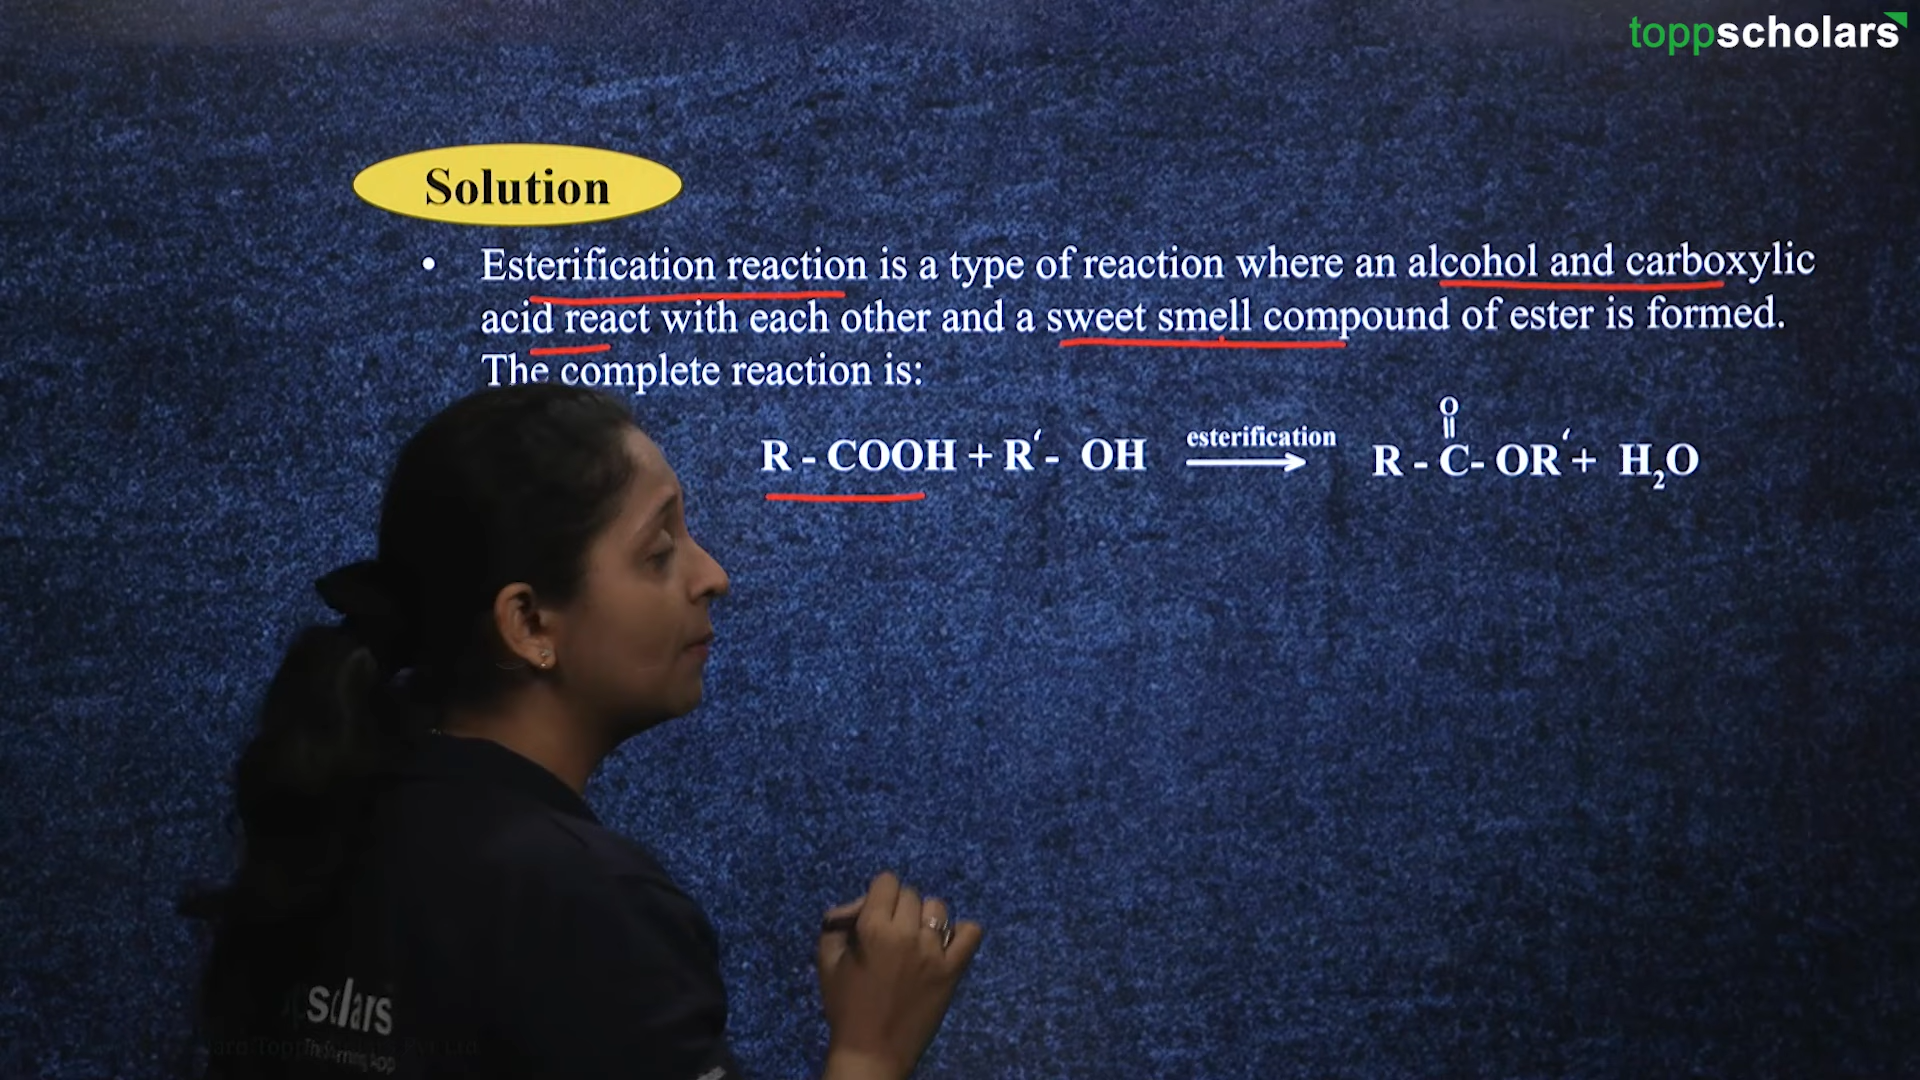 toppscholars
Solution
• Esterification reaction is a type of reaction where an alcohol and carboxylic
acid react with each other and a sweet smell compound of ester is formed.
The complete reaction is:
O
||
R - COOH + R‘ - OH esterification → R - C - OR‘ + H₂O